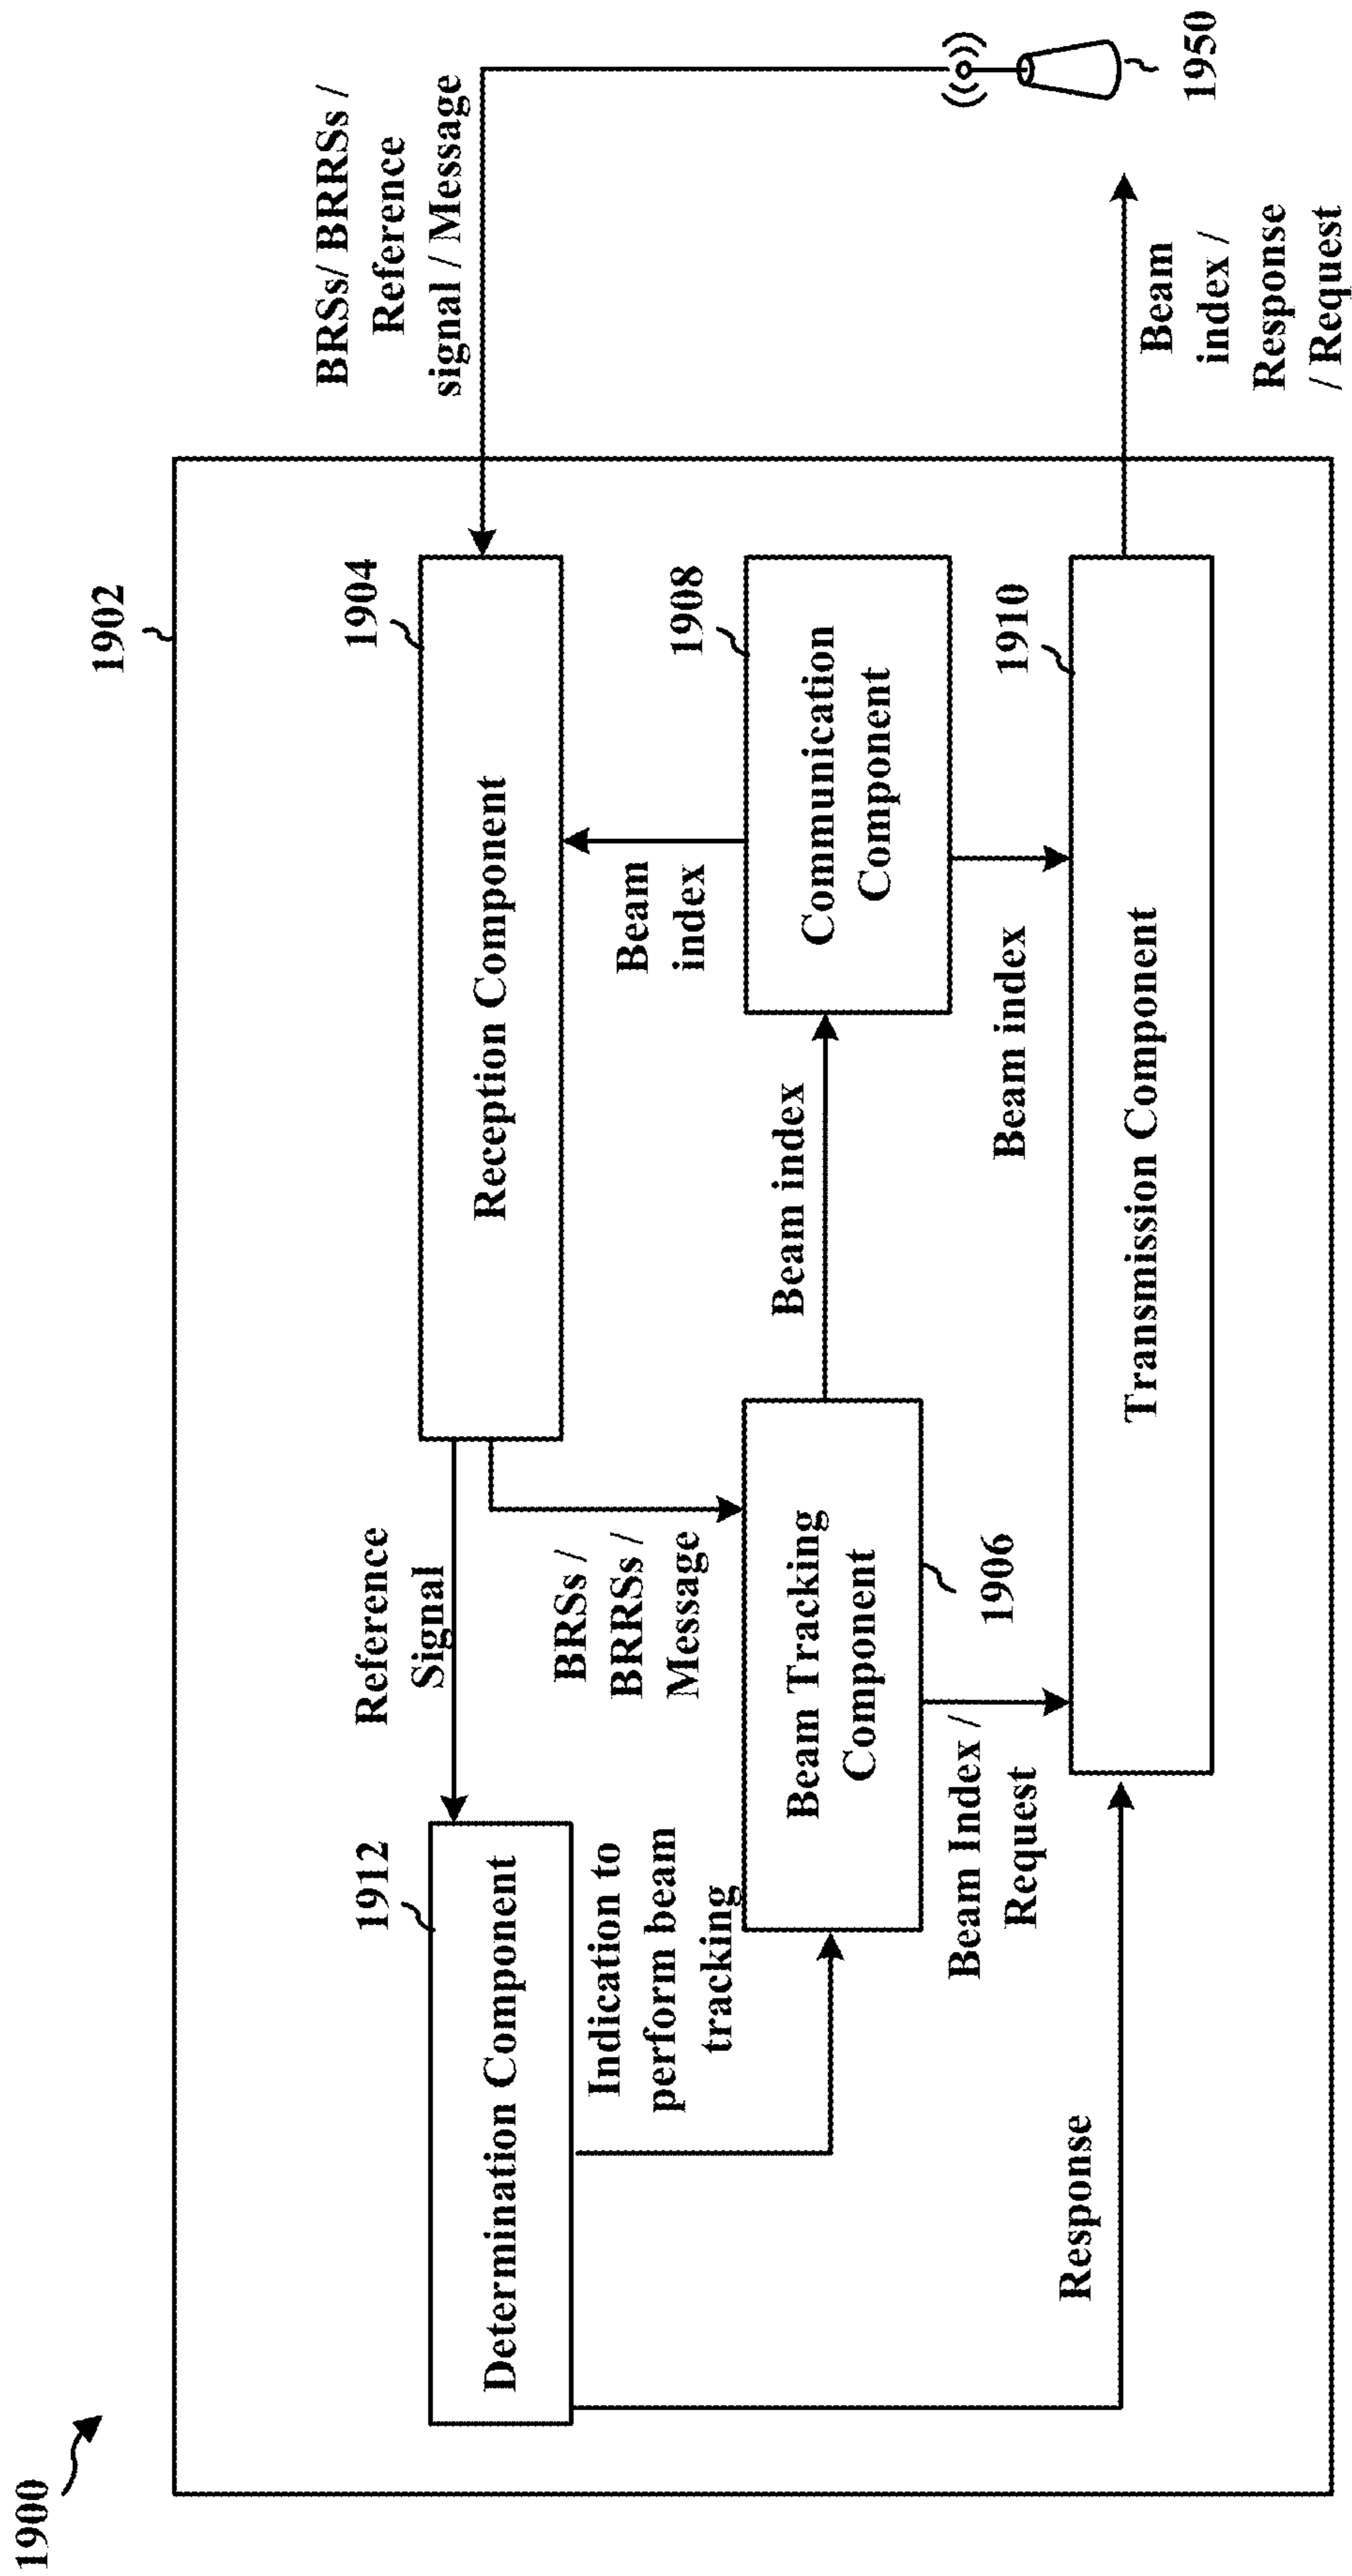 1900
1902
BRSs/ BRRSs /
Reference
signal / Message
1912
Determination Component
Reference
Signal
1904
Reception Component
Indication to
perform beam
tracking
BRSs /
BRRSs /
Message
Beam
index
1908
Communication
Component
Beam index
Beam Tracking
Component
1906
Beam Index /
Request
Beam index
1910
Transmission Component
Response
Beam
index /
Response
/ Request
1950